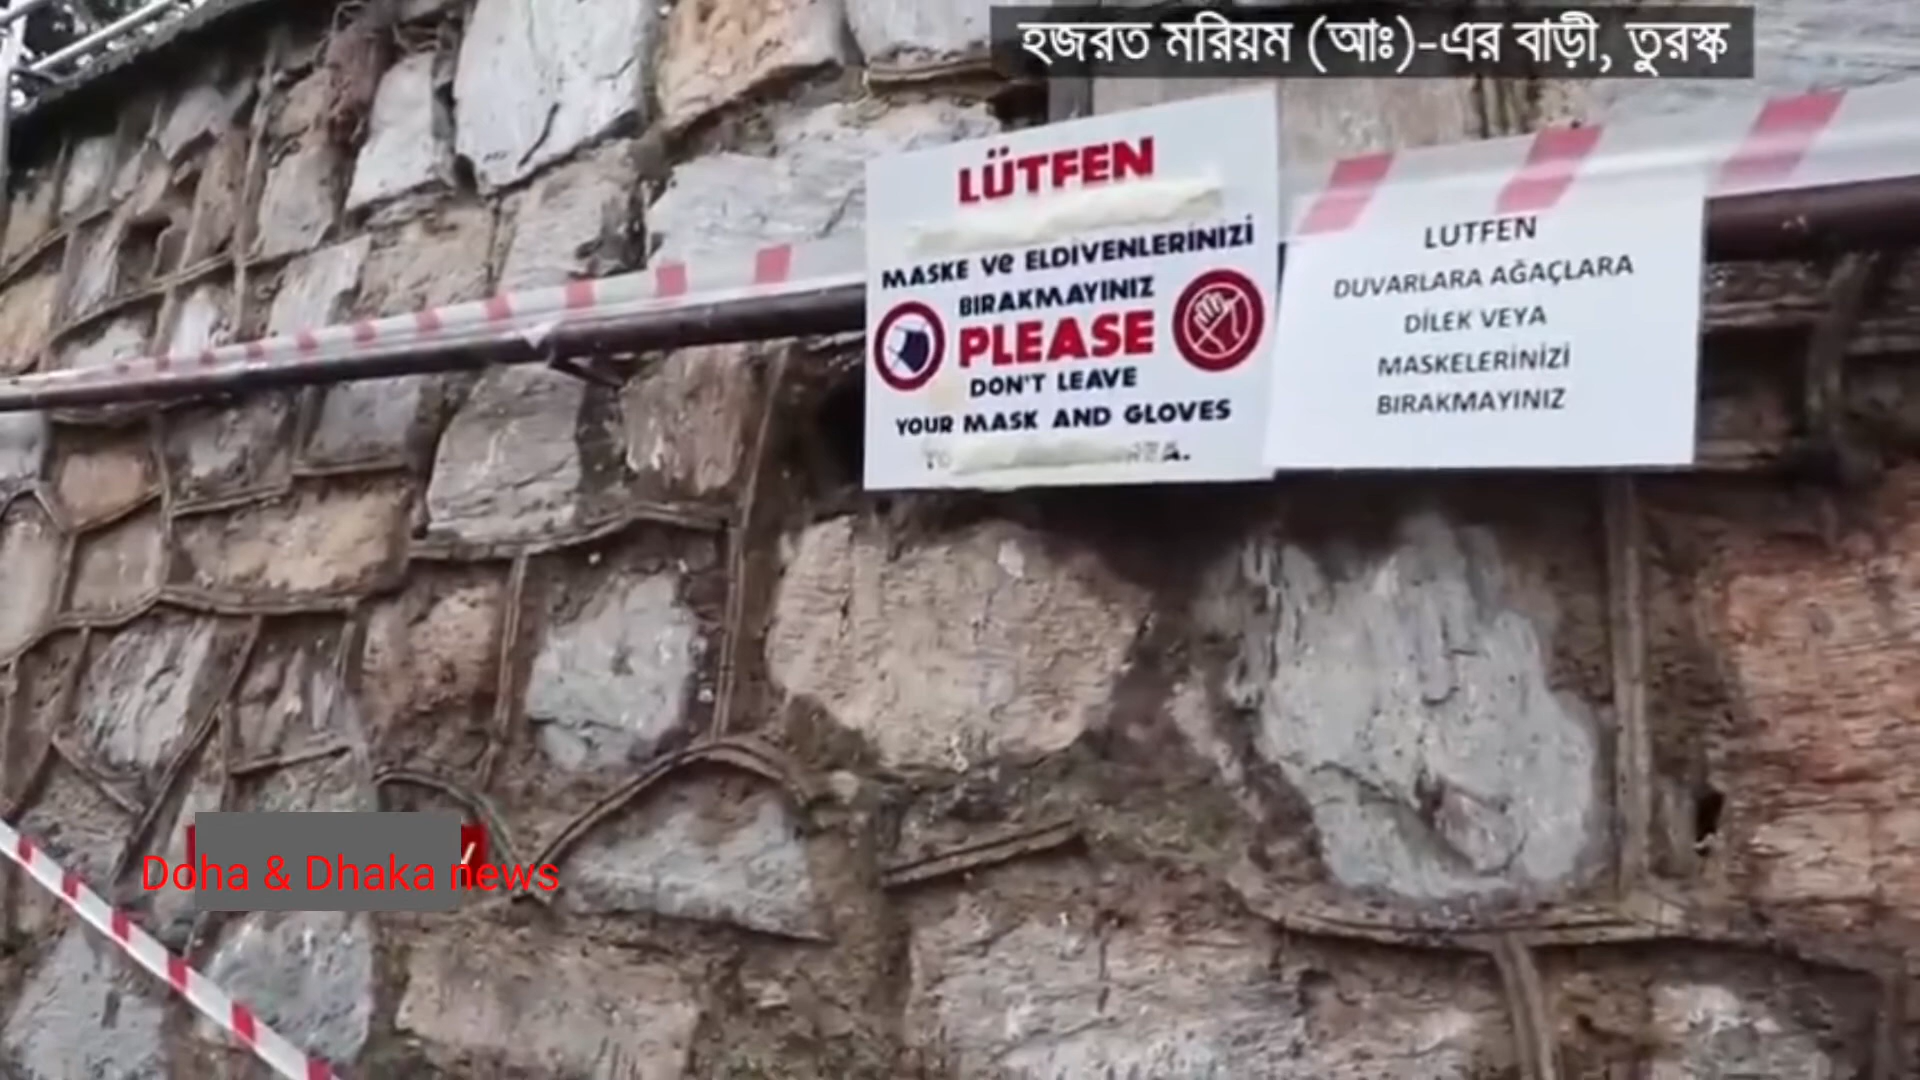 হজরত মরিয়ম (আঃ)-এর বাড়ী, তুরস্ক
LÜTFEN
MASKE ve ELDIVENLERINIZİ
BIRAKMAYINIZ
PLEASE
DON'T LEAVE
YOUR MASK AND GLOVES
LUTFEN
DUVARLARA AĞAÇLARA
DİLEK VEYA
MASKELERİNİZİ
BIRAKMAYINIZ
Doha & Dhaka news